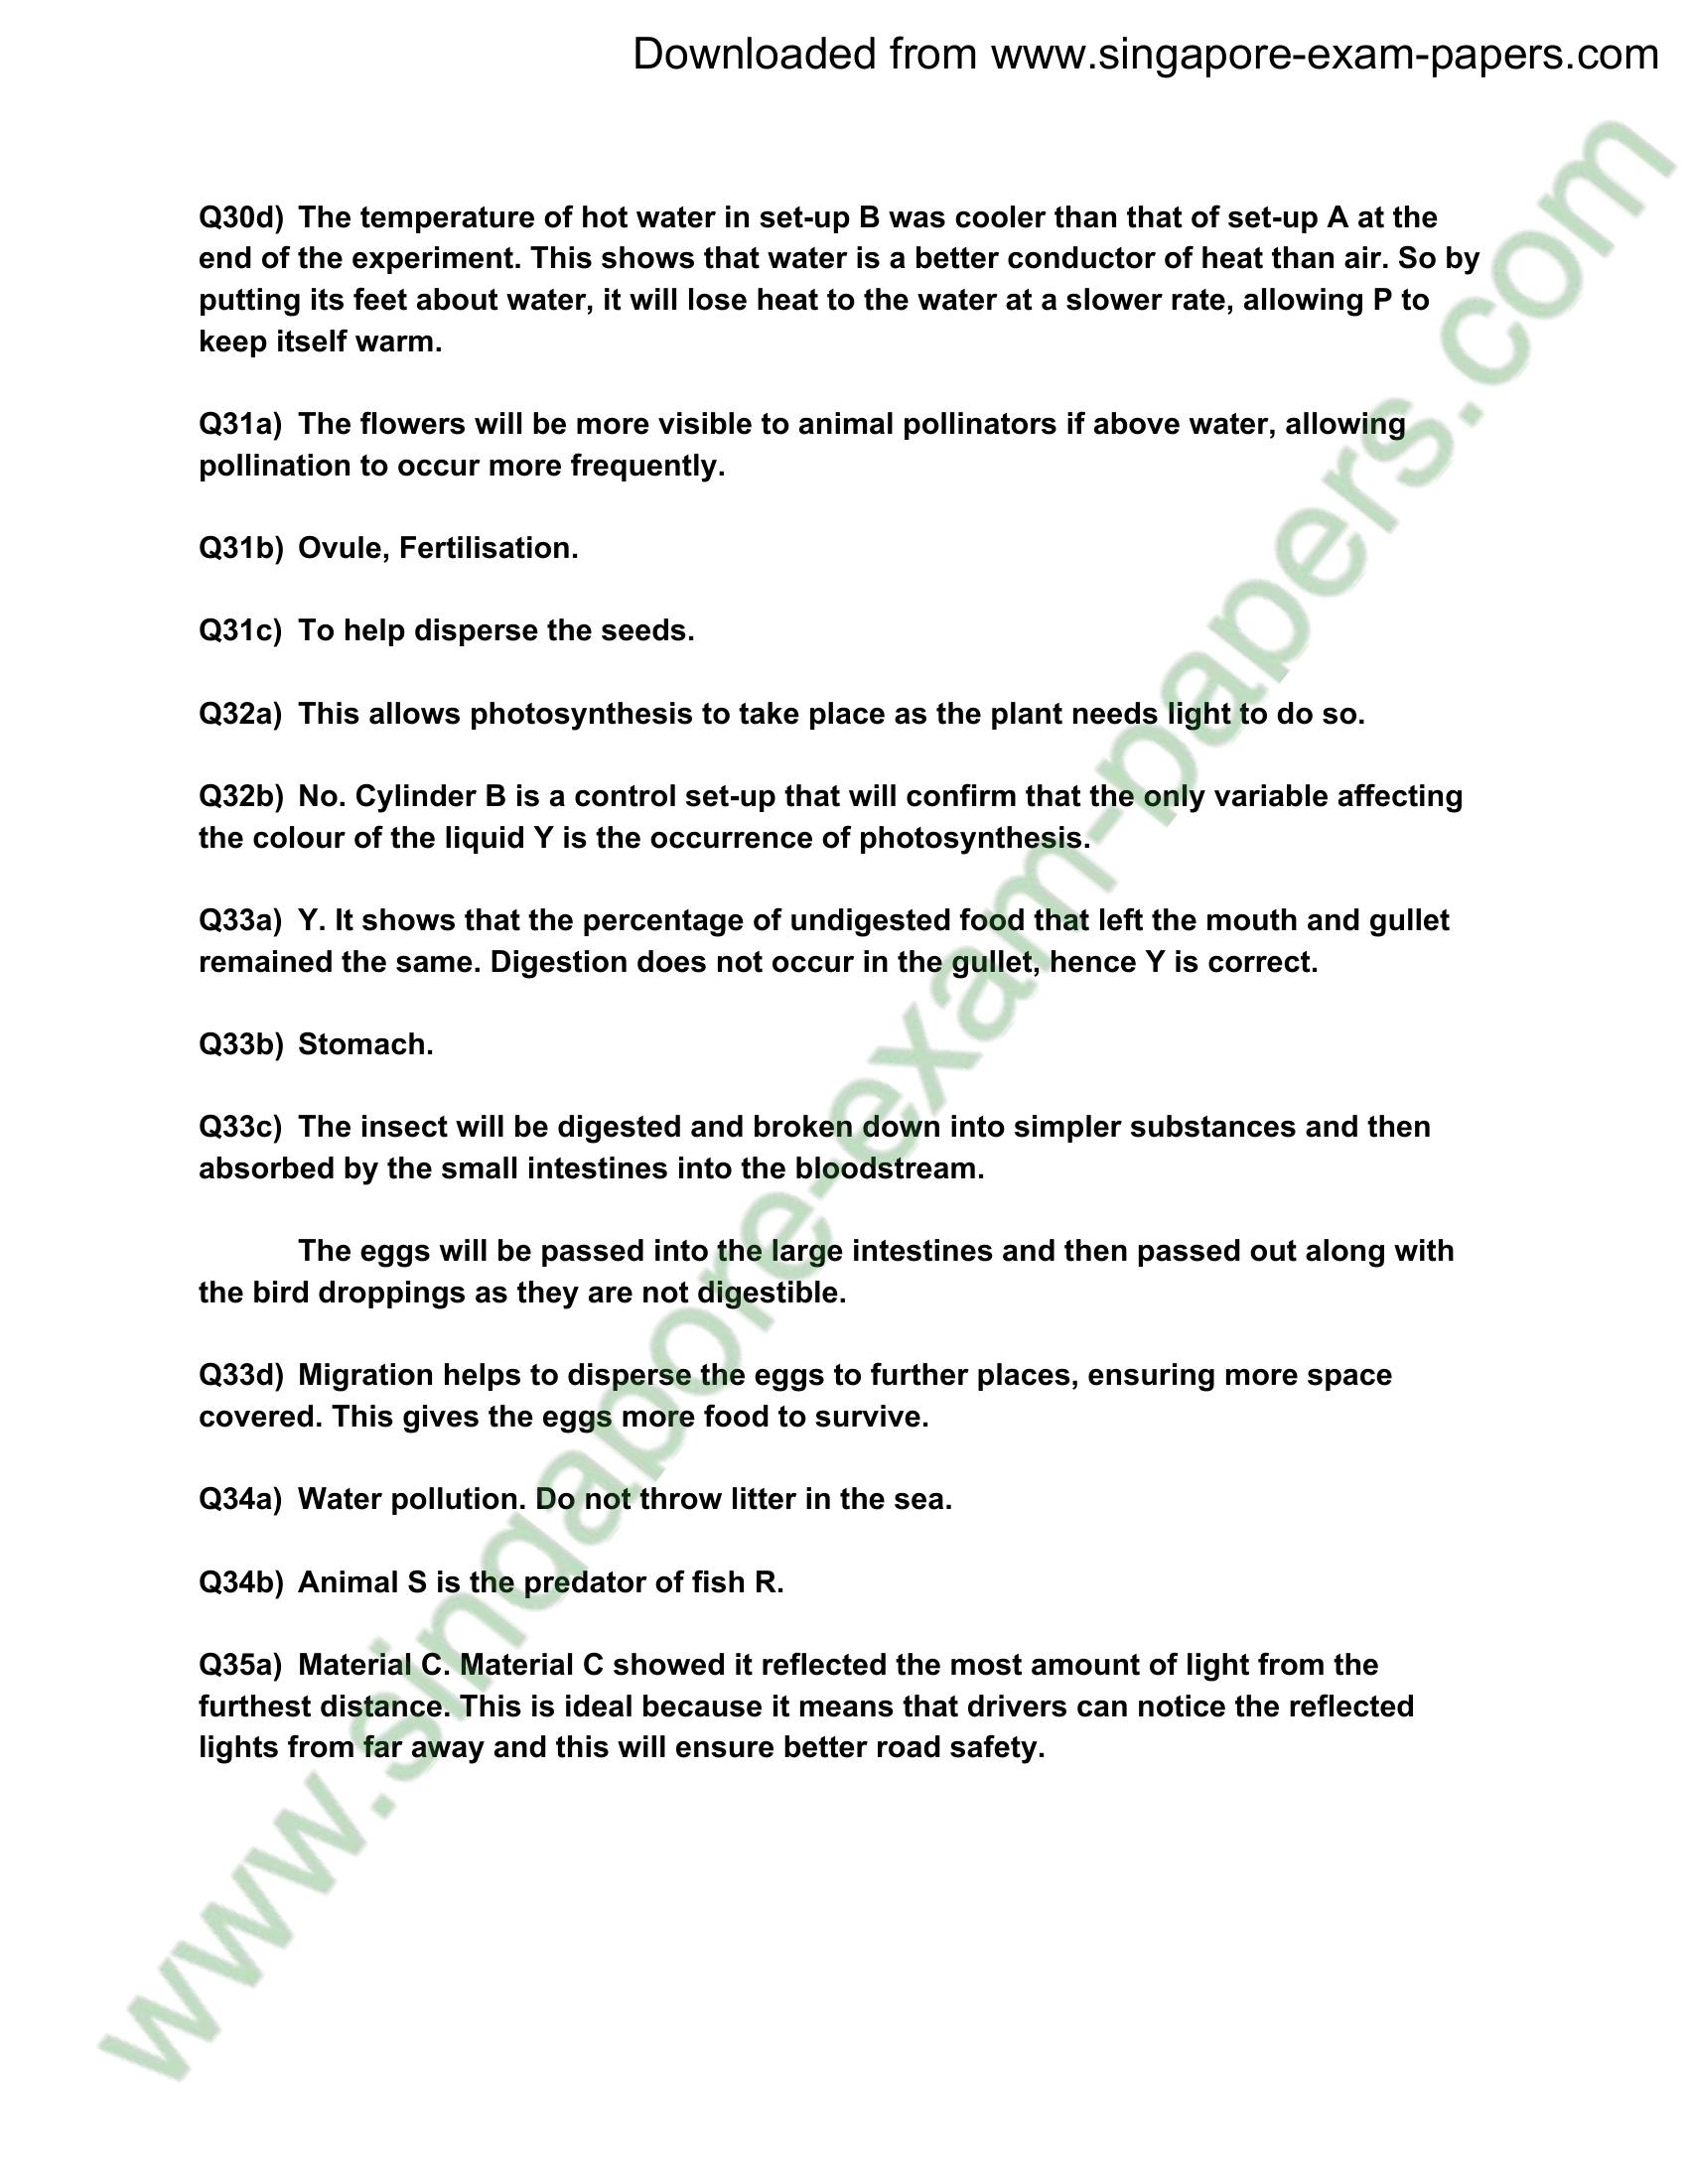 Downloaded from www.singapore-exam-papers.com
Q30d) The temperature of hot water in set-up B was cooler than that of set-up A at the
end of the experiment. This shows that water is a better conductor of heat than air. So by
putting its feet about water, it will lose heat to the water at a slower rate, allowing P to
keep itself warm.
Q31a) The flowers will be more visible to animal pollinators if above water, allowing
pollination to occur more frequently.
Q31b) Ovule, Fertilisation.
Q31c) To help disperse the seeds.
Q32a) This allows photosynthesis to take place as the plant needs light to do so.
Q32b) No. Cylinder B is a control set-up that will confirm that the only variable affecting
the colour of the liquid Y is the occurrence of photosynthesis.
Q33a) Y. It shows that the percentage of undigested food that left the mouth and gullet
remained the same. Digestion does not occur in the gullet, hence Y is correct.
Q33b) Stomach.
Q33c) The insect will be digested and broken down into simpler substances and then
absorbed by the small intestines into the bloodstream.
The eggs will be passed into the large intestines and then passed out along with
the bird droppings as they are not digestible.
Q33d) Migration helps to disperse the eggs to further places, ensuring more space
covered. This gives the eggs more food to survive.
Q34a) Water pollution. Do not throw litter in the sea.
Q34b) Animal S is the predator of fish R.
Q35a) Material C. Material C showed it reflected the most amount of light from the
furthest distance. This is ideal because it means that drivers can notice the reflected
lights from far away and this will ensure better road safety.
www.singapore-exam-papers.com